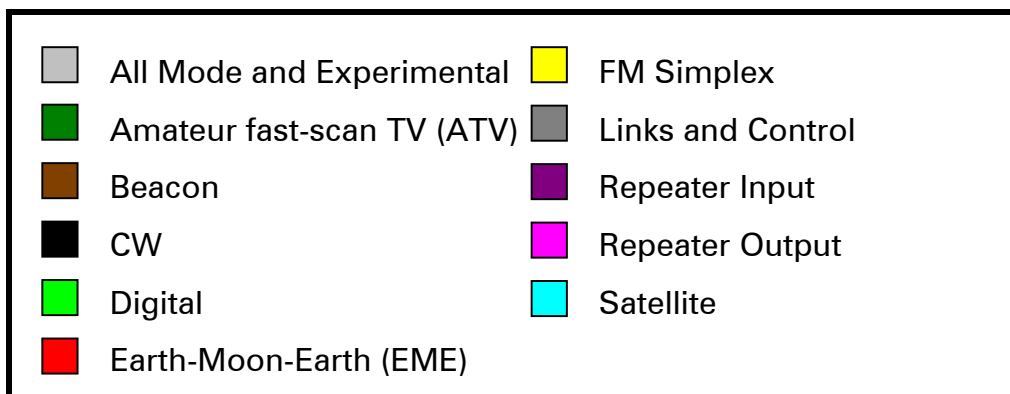 All Mode and Experimental
Amateur fast-scan TV (ATV)
Beacon
CW
Digital
Earth-Moon-Earth (EME)
FM Simplex
Links and Control
Repeater Input
Repeater Output
Satellite